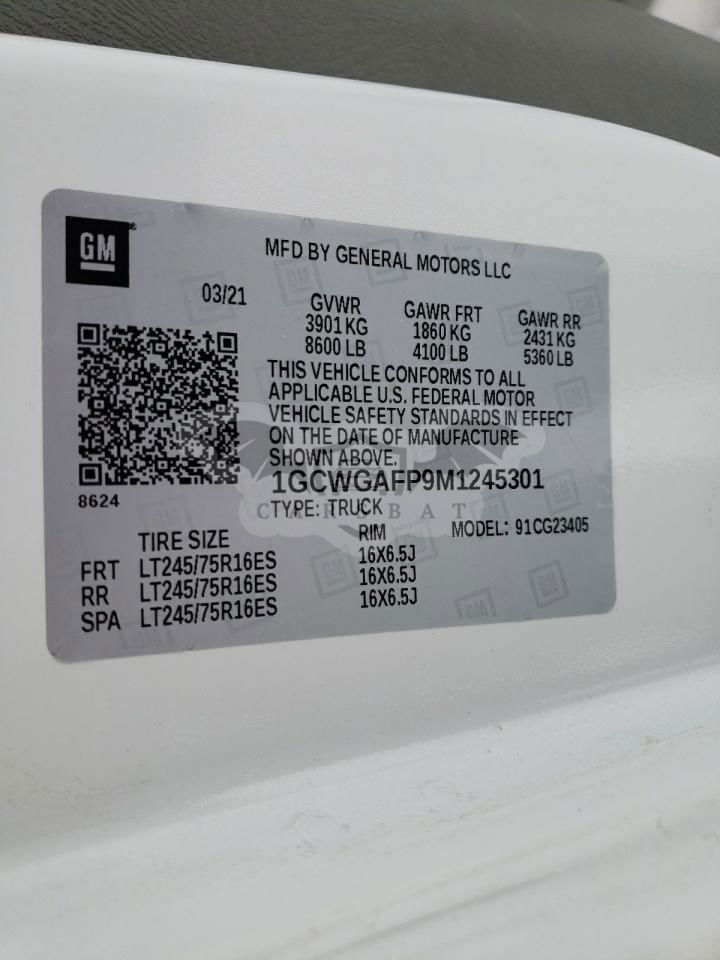 GM
MFD BY GENERAL MOTORS LLC
03/21
GVWR GAWR FRT GAWR RR
3901 KG 1860 KG 2431 KG
8600 LB 4100 LB 5360 LB
THIS VEHICLE CONFORMS TO ALL
APPLICABLE U.S. FEDERAL MOTOR
VEHICLE SAFETY STANDARDS IN EFFECT
ON THE DATE OF MANUFACTURE
SHOWN ABOVE.
8624
1GCWGAFP9M1245301
CARSBAT
TYPE: TRUCK MODEL: 91CG23405
TIRE SIZE RIM
FRT LT245/75R16ES 16X6.5J
RR LT245/75R16ES 16X6.5J
SPA LT245/75R16ES 16X6.5J